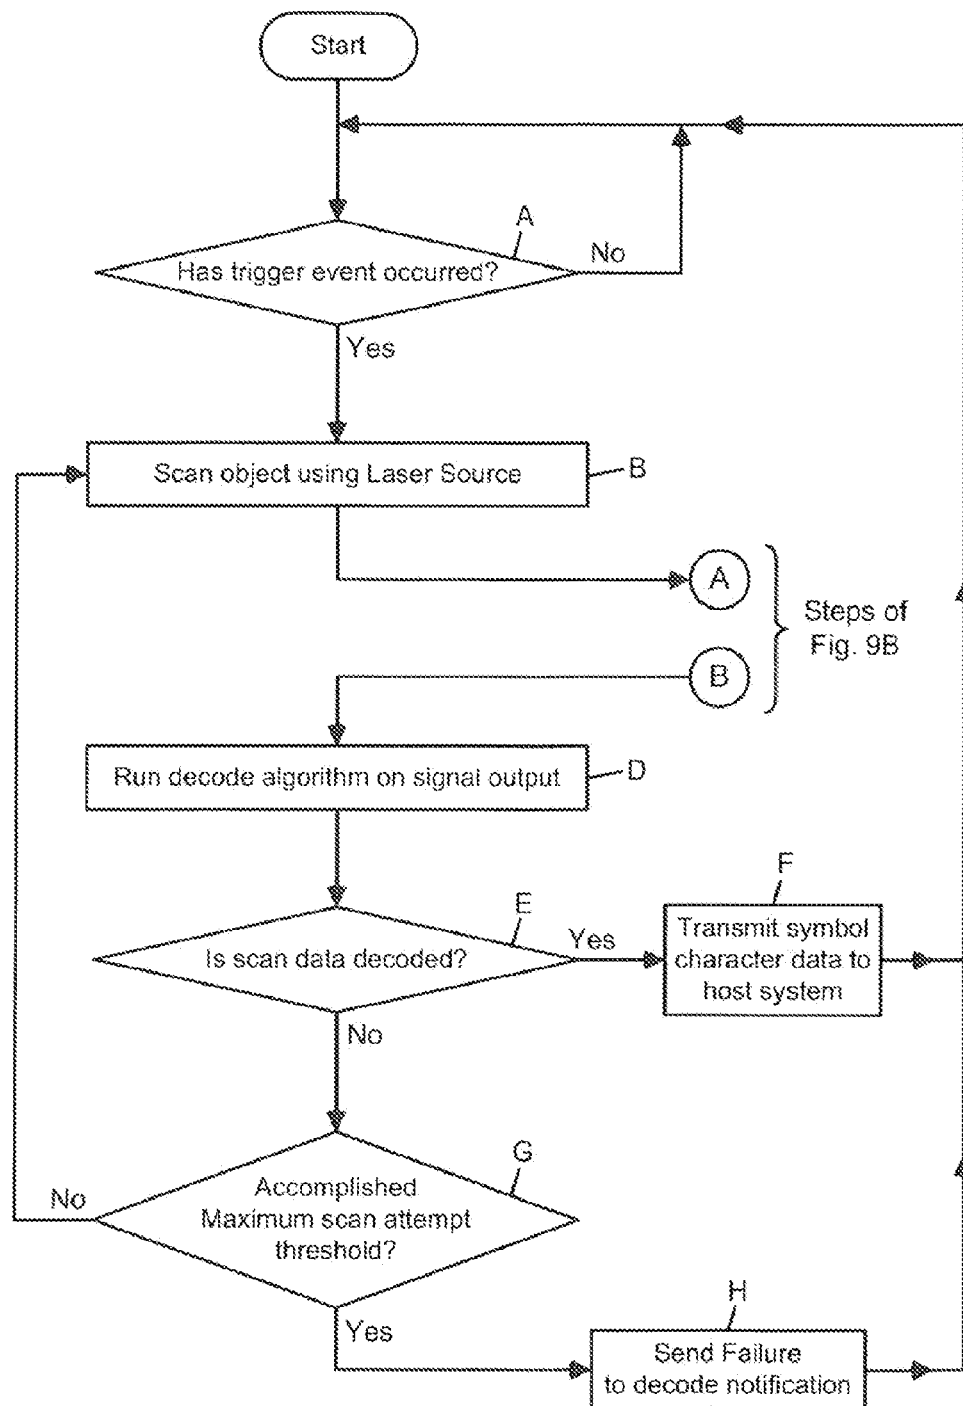 Start
A
Has trigger event occurred?
No
Yes
Scan object using Laser Source
B
A
Steps of
Fig. 9B
B
Run decode algorithm on signal output
D
E
Is scan data decoded?
Yes
F
Transmit symbol
character data to
host system
No
G
Accomplished
Maximum scan attempt
threshold?
No
Yes
H
Send Failure
to decode notification